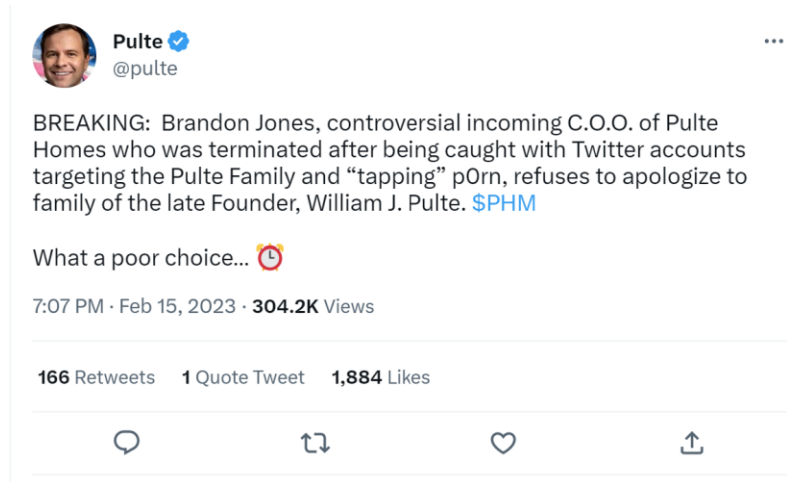 Pulte
@pulte
BREAKING:  Brandon Jones, controversial incoming C.O.O. of Pulte
Homes who was terminated after being caught with Twitter accounts
targeting the Pulte Family and “tapping” p0rn, refuses to apologize to
family of the late Founder, William J. Pulte. $PHM
What a poor choice... ⏰
7:07 PM · Feb 15, 2023 · 304.2K Views
166 Retweets 1 Quote Tweet 1,884 Likes